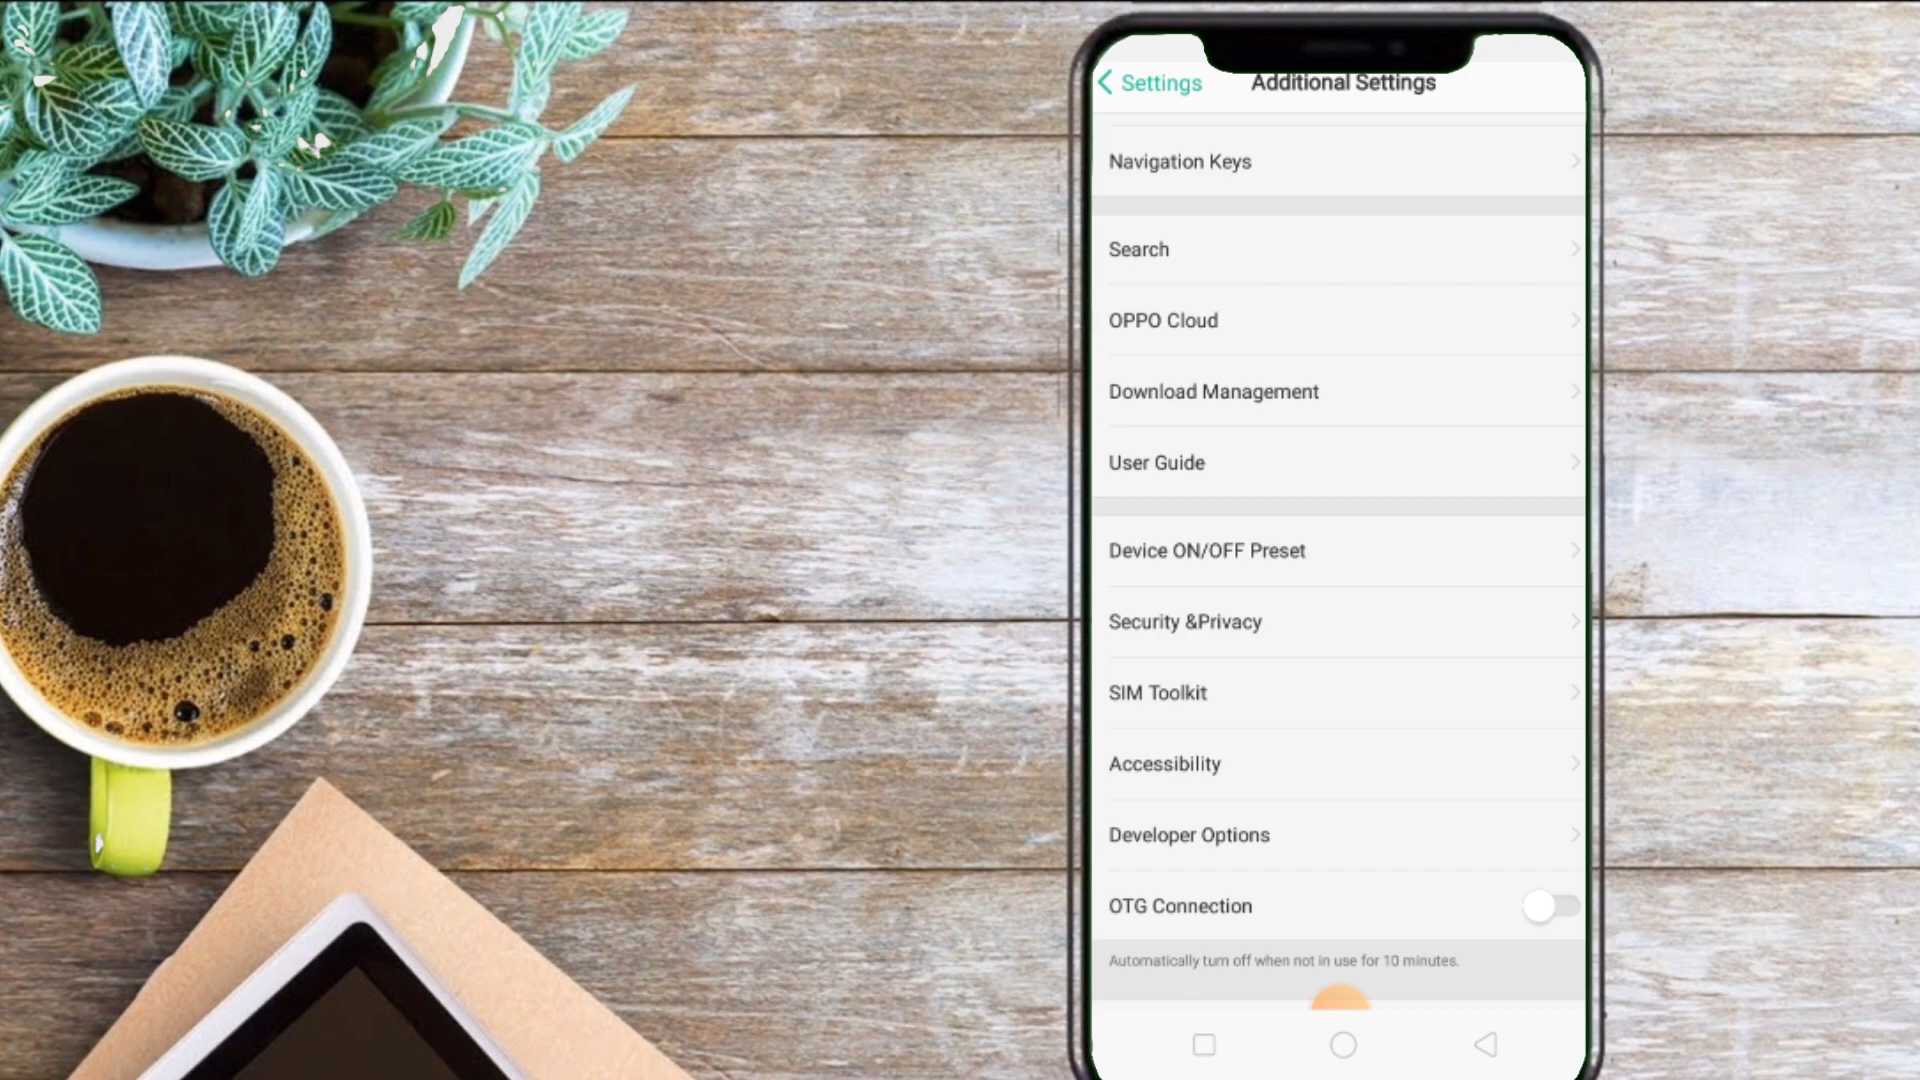 Settings
Additional Settings
Navigation Keys
Search
OPPO Cloud
Download Management
User Guide
Device ON/OFF Preset
Security &Privacy
SIM Toolkit
Accessibility
Developer Options
OTG Connection
Automatically turn off when not in use for 10 minutes.